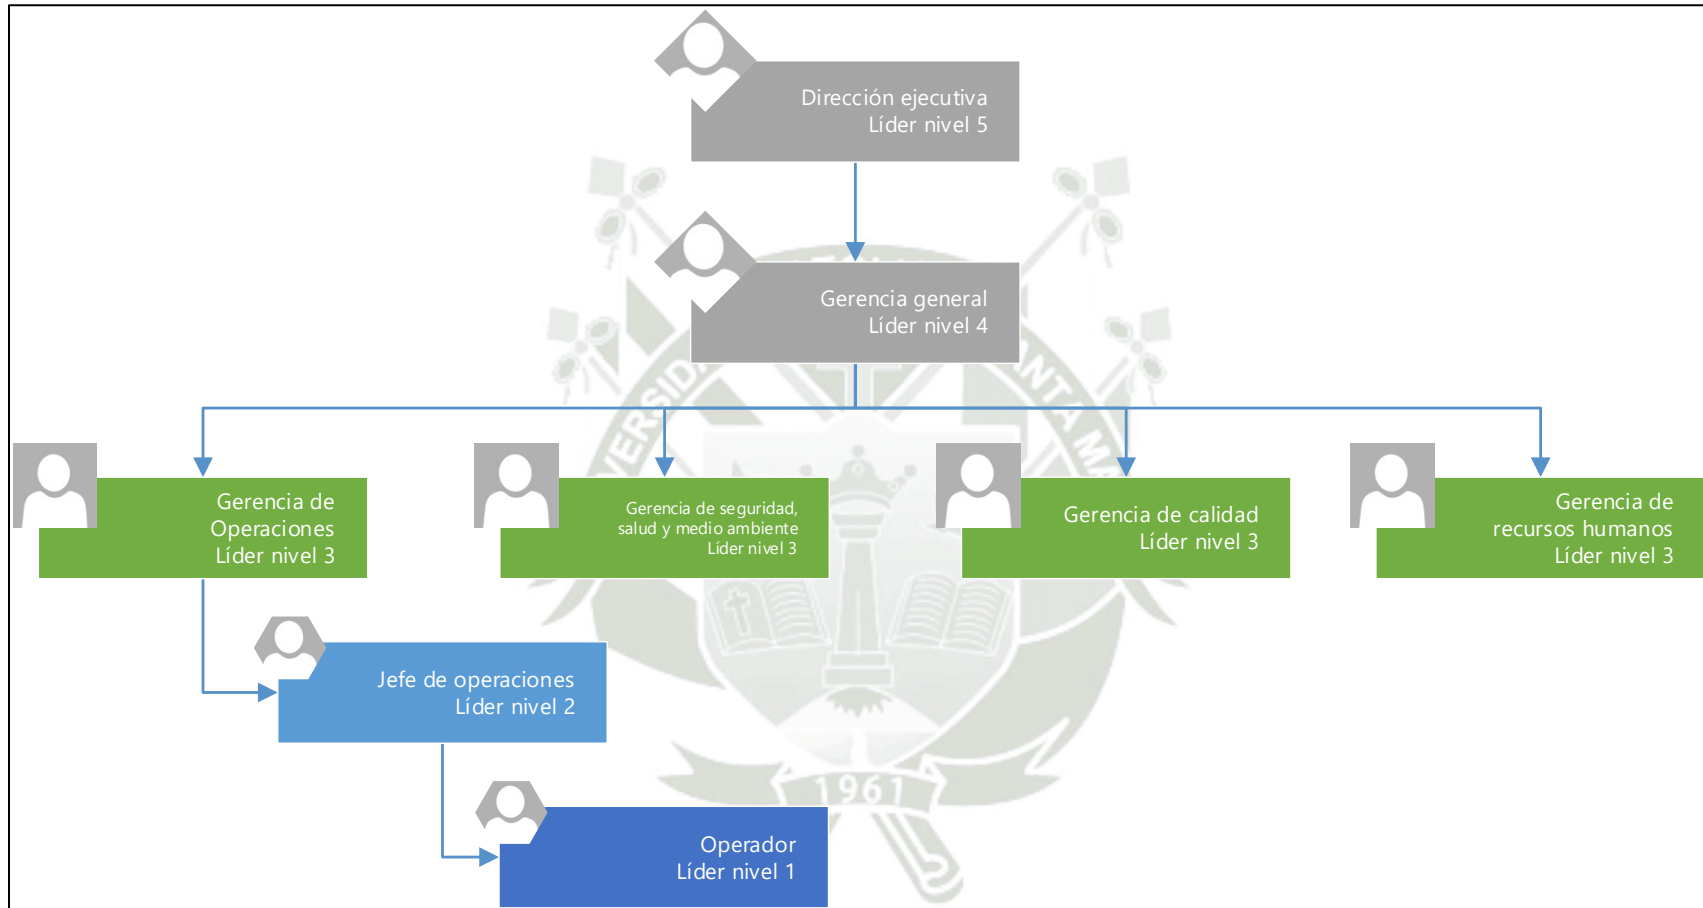 Dirección ejecutiva
Líder nivel 5
Gerencia general
Líder nivel 4
Gerencia de
Operaciones
Líder nivel 3
Gerencia de seguridad,
salud y medio ambiente
Líder nivel 3
Gerencia de calidad
Líder nivel 3
Gerencia de
recursos humanos
Líder nivel 3
Jefe de operaciones
Líder nivel 2
Operador
Líder nivel 1
1961